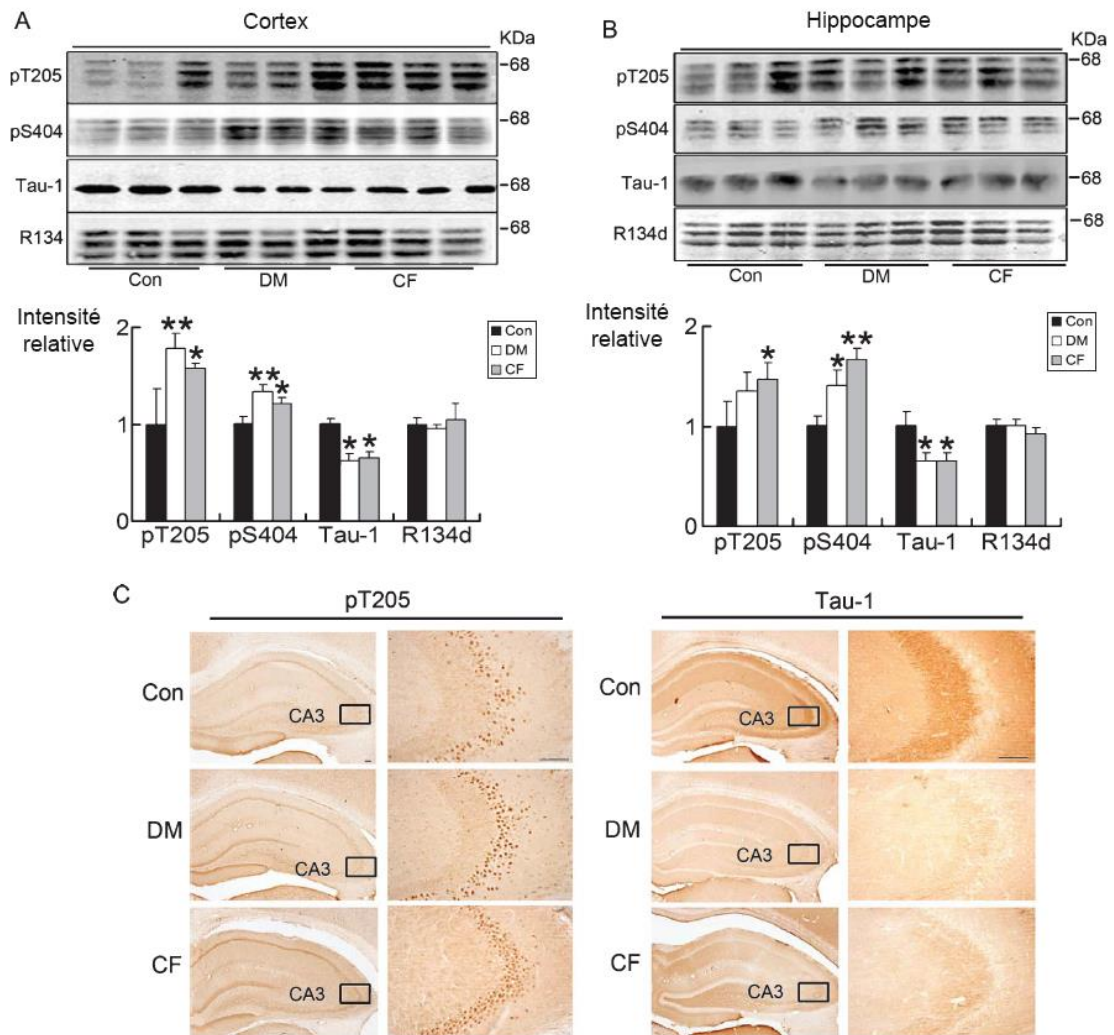 A
Cortex
KDa
pT205
68
pS404
68
Tau-1
68
R134
68
Con DM CF
Intensité
relative
2
1
0
** * ** * * *
Con
DM
CF
pT205 pS404 Tau-1 R134d
B
Hippocampe
KDa
pT205
68
pS404
68
Tau-1
68
R134d
68
Con DM CF
Intensité
relative
2
1
0
* * ** * *
Con
DM
CF
pT205 pS404 Tau-1 R134d
C
pT205
Con
CA3
DM
CA3
CF
CA3
Tau-1
Con
CA3
DM
CA3
CF
CA3